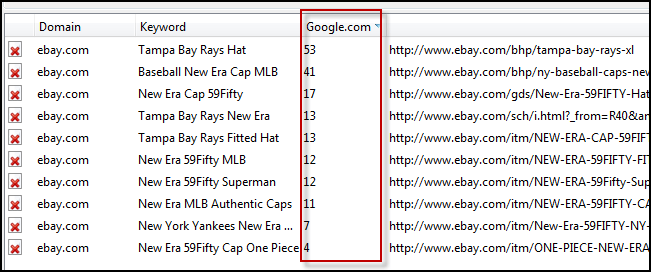 Domain Keyword Google.com
ebay.com Tampa Bay Rays Hat 53 http://www.ebay.com/bhp/tampa-bay-rays-xl
ebay.com Baseball New Era Cap MLB 41 http://www.ebay.com/bhp/ny-baseball-caps-new
ebay.com New Era Cap 59Fifty 17 http://www.ebay.com/gds/New-Era-59FIFTY-Hat
ebay.com Tampa Bay Rays New Era 13 http://www.ebay.com/sch/i.html?_from=R40&an
ebay.com Tampa Bay Rays Fitted Hat 13 http://www.ebay.com/itm/NEW-ERA-CAP-59FIF
ebay.com New Era 59Fifty MLB 12 http://www.ebay.com/itm/NEW-ERA-59FIFTY-FIT
ebay.com New Era 59Fifty Superman 12 http://www.ebay.com/itm/NEW-ERA-59Fifty-Sup
ebay.com New Era MLB Authentic Caps 11 http://www.ebay.com/itm/NEW-ERA-59FIFTY-CA
ebay.com New York Yankees New Era ... 7 http://www.ebay.com/itm/New-Era-59FIFTY-NY-
ebay.com New Era 59Fifty Cap One Piece 4 http://www.ebay.com/itm/ONE-PIECE-NEW-ERA